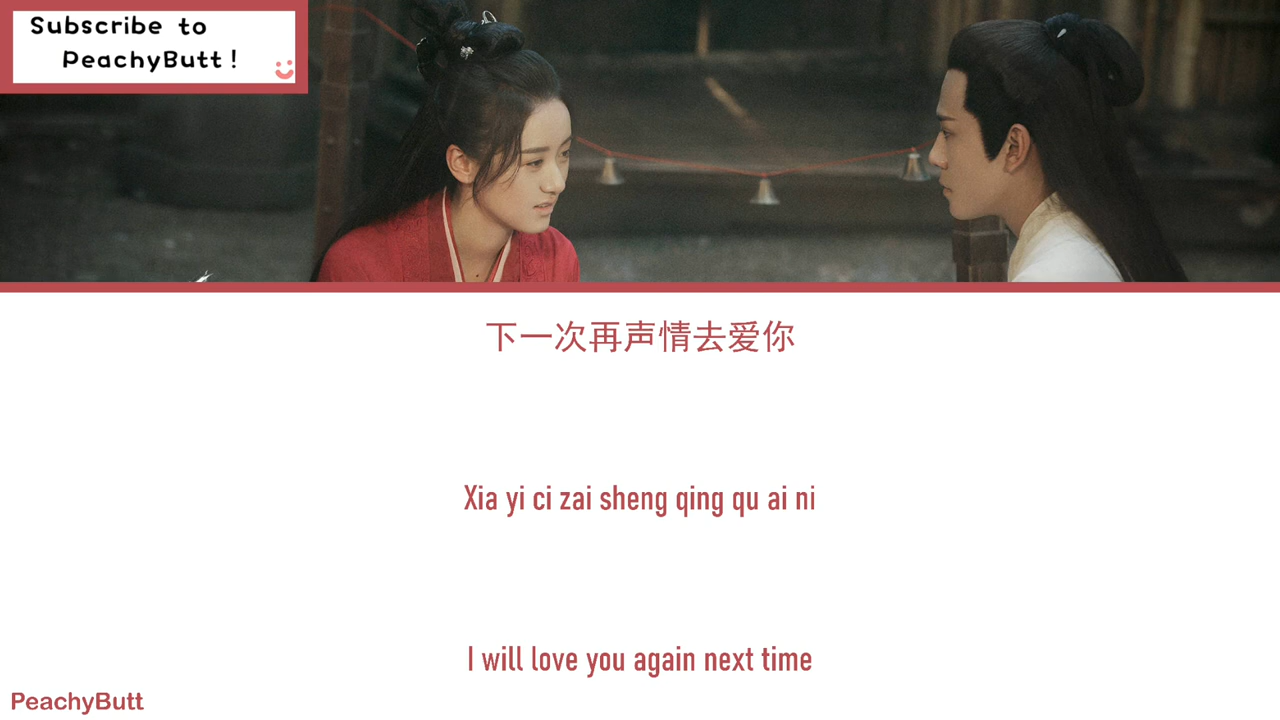 Subscribe to
PeachyButt!
下一次再声情去爱你
Xia yi ci zai sheng qing qu ai ni
I will love you again next time
PeachyButt